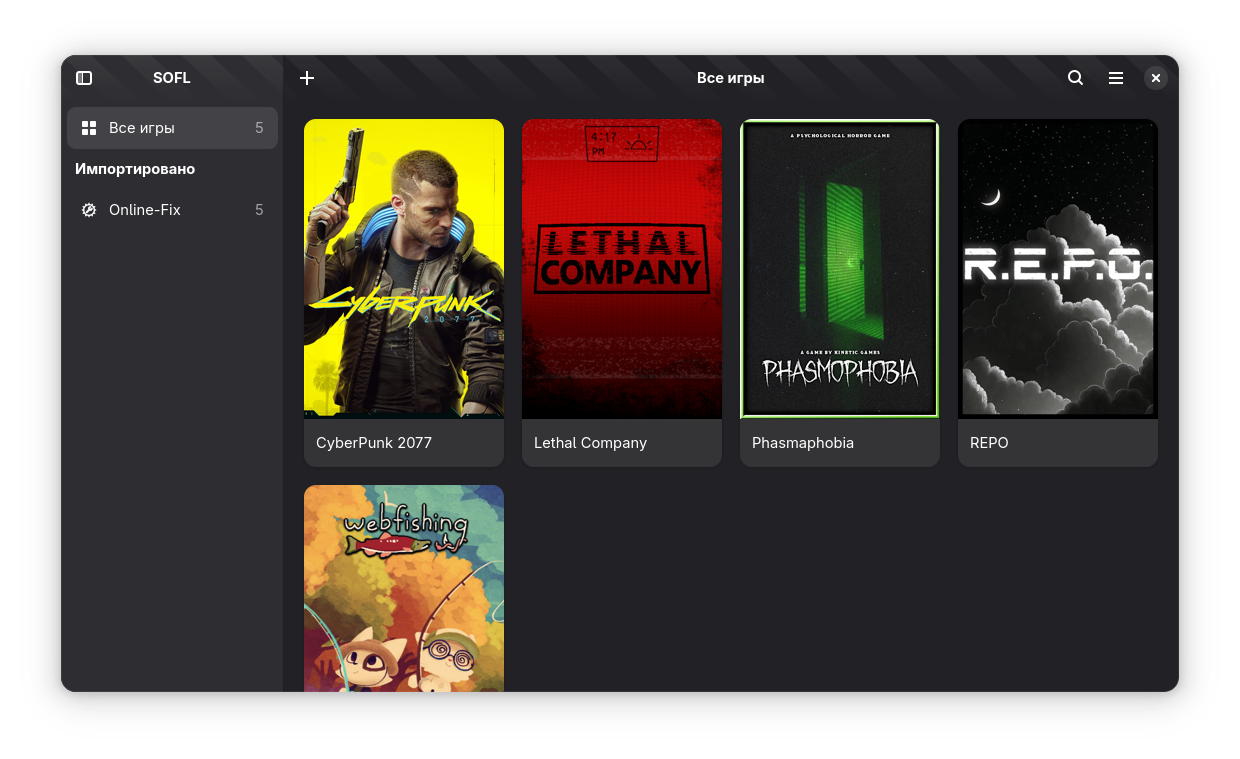 SOFL
Все игры
Все игры 5
Импортировано
Online-Fix 5
CYBERPUNK
2077
CyberPunk 2077
4:17
PM
LETHAL
COMPANY
Lethal Company
A PSYCHOLOGICAL HORROR GAME
A GAME BY KINETIC GAMES
PHASMOPHOBIA
Phasmaphobia
R.E.P.O.
REPO
webfishing